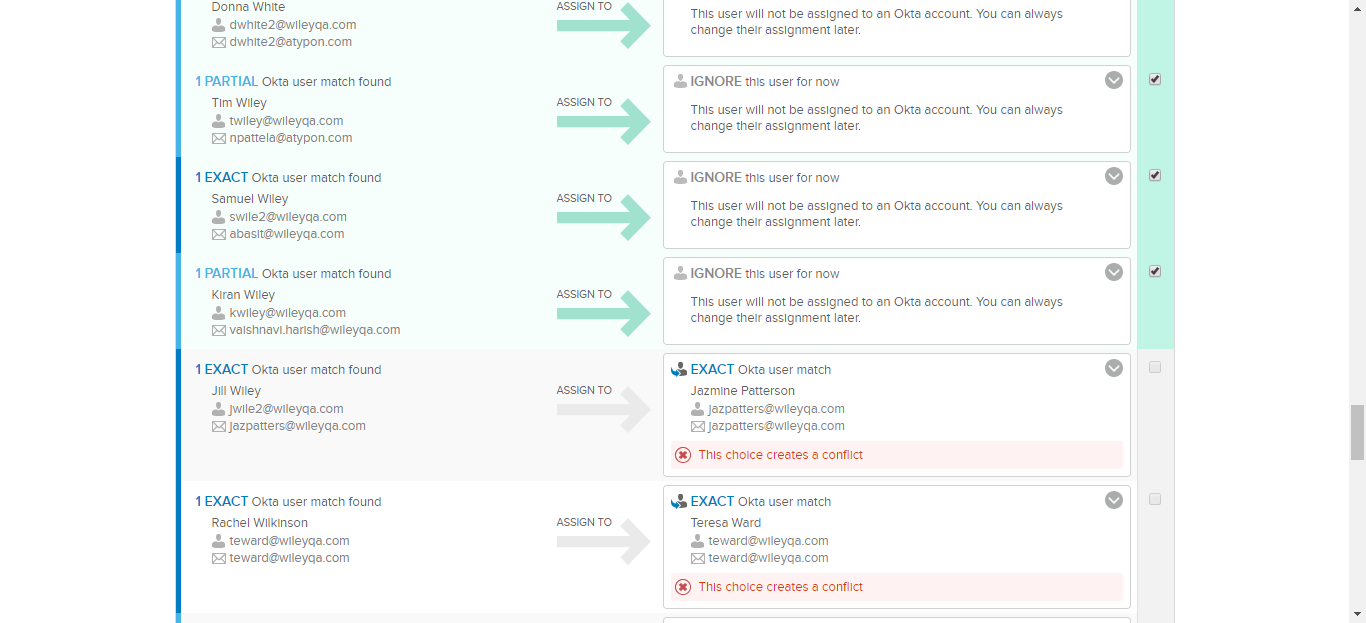 Donna White
dwhite2@wileyqa.com
dwhite2@atypon.com
ASSIGN TO
This user will not be assigned to an Okta account. You can always
change their assignment later.
1 PARTIAL Okta user match found
Tim Wiley
twiley@wileyqa.com
npattela@atypon.com
ASSIGN TO
IGNORE this user for now
This user will not be assigned to an Okta account. You can always
change their assignment later.
1 EXACT Okta user match found
Samuel Wiley
swile2@wileyqa.com
abasit@wileyqa.com
ASSIGN TO
IGNORE this user for now
This user will not be assigned to an Okta account. You can always
change their assignment later.
1 PARTIAL Okta user match found
Kiran Wiley
kwiley@wileyqa.com
vaishnavi.harish@wileyqa.com
ASSIGN TO
IGNORE this user for now
This user will not be assigned to an Okta account. You can always
change their assignment later.
1 EXACT Okta user match found
Jill Wiley
jwile2@wileyqa.com
jazpatters@wileyqa.com
ASSIGN TO
EXACT Okta user match
Jazmine Patterson
jazpatters@wileyqa.com
jazpatters@wileyqa.com
This choice creates a conflict
1 EXACT Okta user match found
Rachel Wilkinson
teward@wileyqa.com
teward@wileyqa.com
ASSIGN TO
EXACT Okta user match
Teresa Ward
teward@wileyqa.com
teward@wileyqa.com
This choice creates a conflict